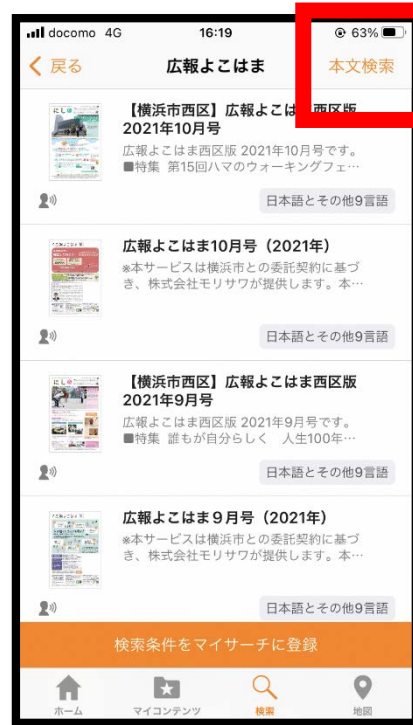 docomo 4G 16:19 63%
戻る 広報よこはま 本文検索
【横浜市西区】広報よこはま西区版
2021年10月号
広報よこはま西区版 2021年10月号です。
■特集 第15回ハマのウォーキングフェ…
日本語とその他9言語
広報よこはま10月号（2021年）
※本サービスは横浜市との委託契約に基づ
き、株式会社モリサワが提供します。本…
日本語とその他9言語
【横浜市西区】広報よこはま西区版
2021年9月号
広報よこはま西区版 2021年9月号です。
■特集 誰もが自分らしく 人生100年…
日本語とその他9言語
広報よこはま９月号（2021年）
※本サービスは横浜市との委託契約に基づ
き、株式会社モリサワが提供します。本…
日本語とその他9言語
検索条件をマイサーチに登録
ホーム マイコンテンツ 検索 地図